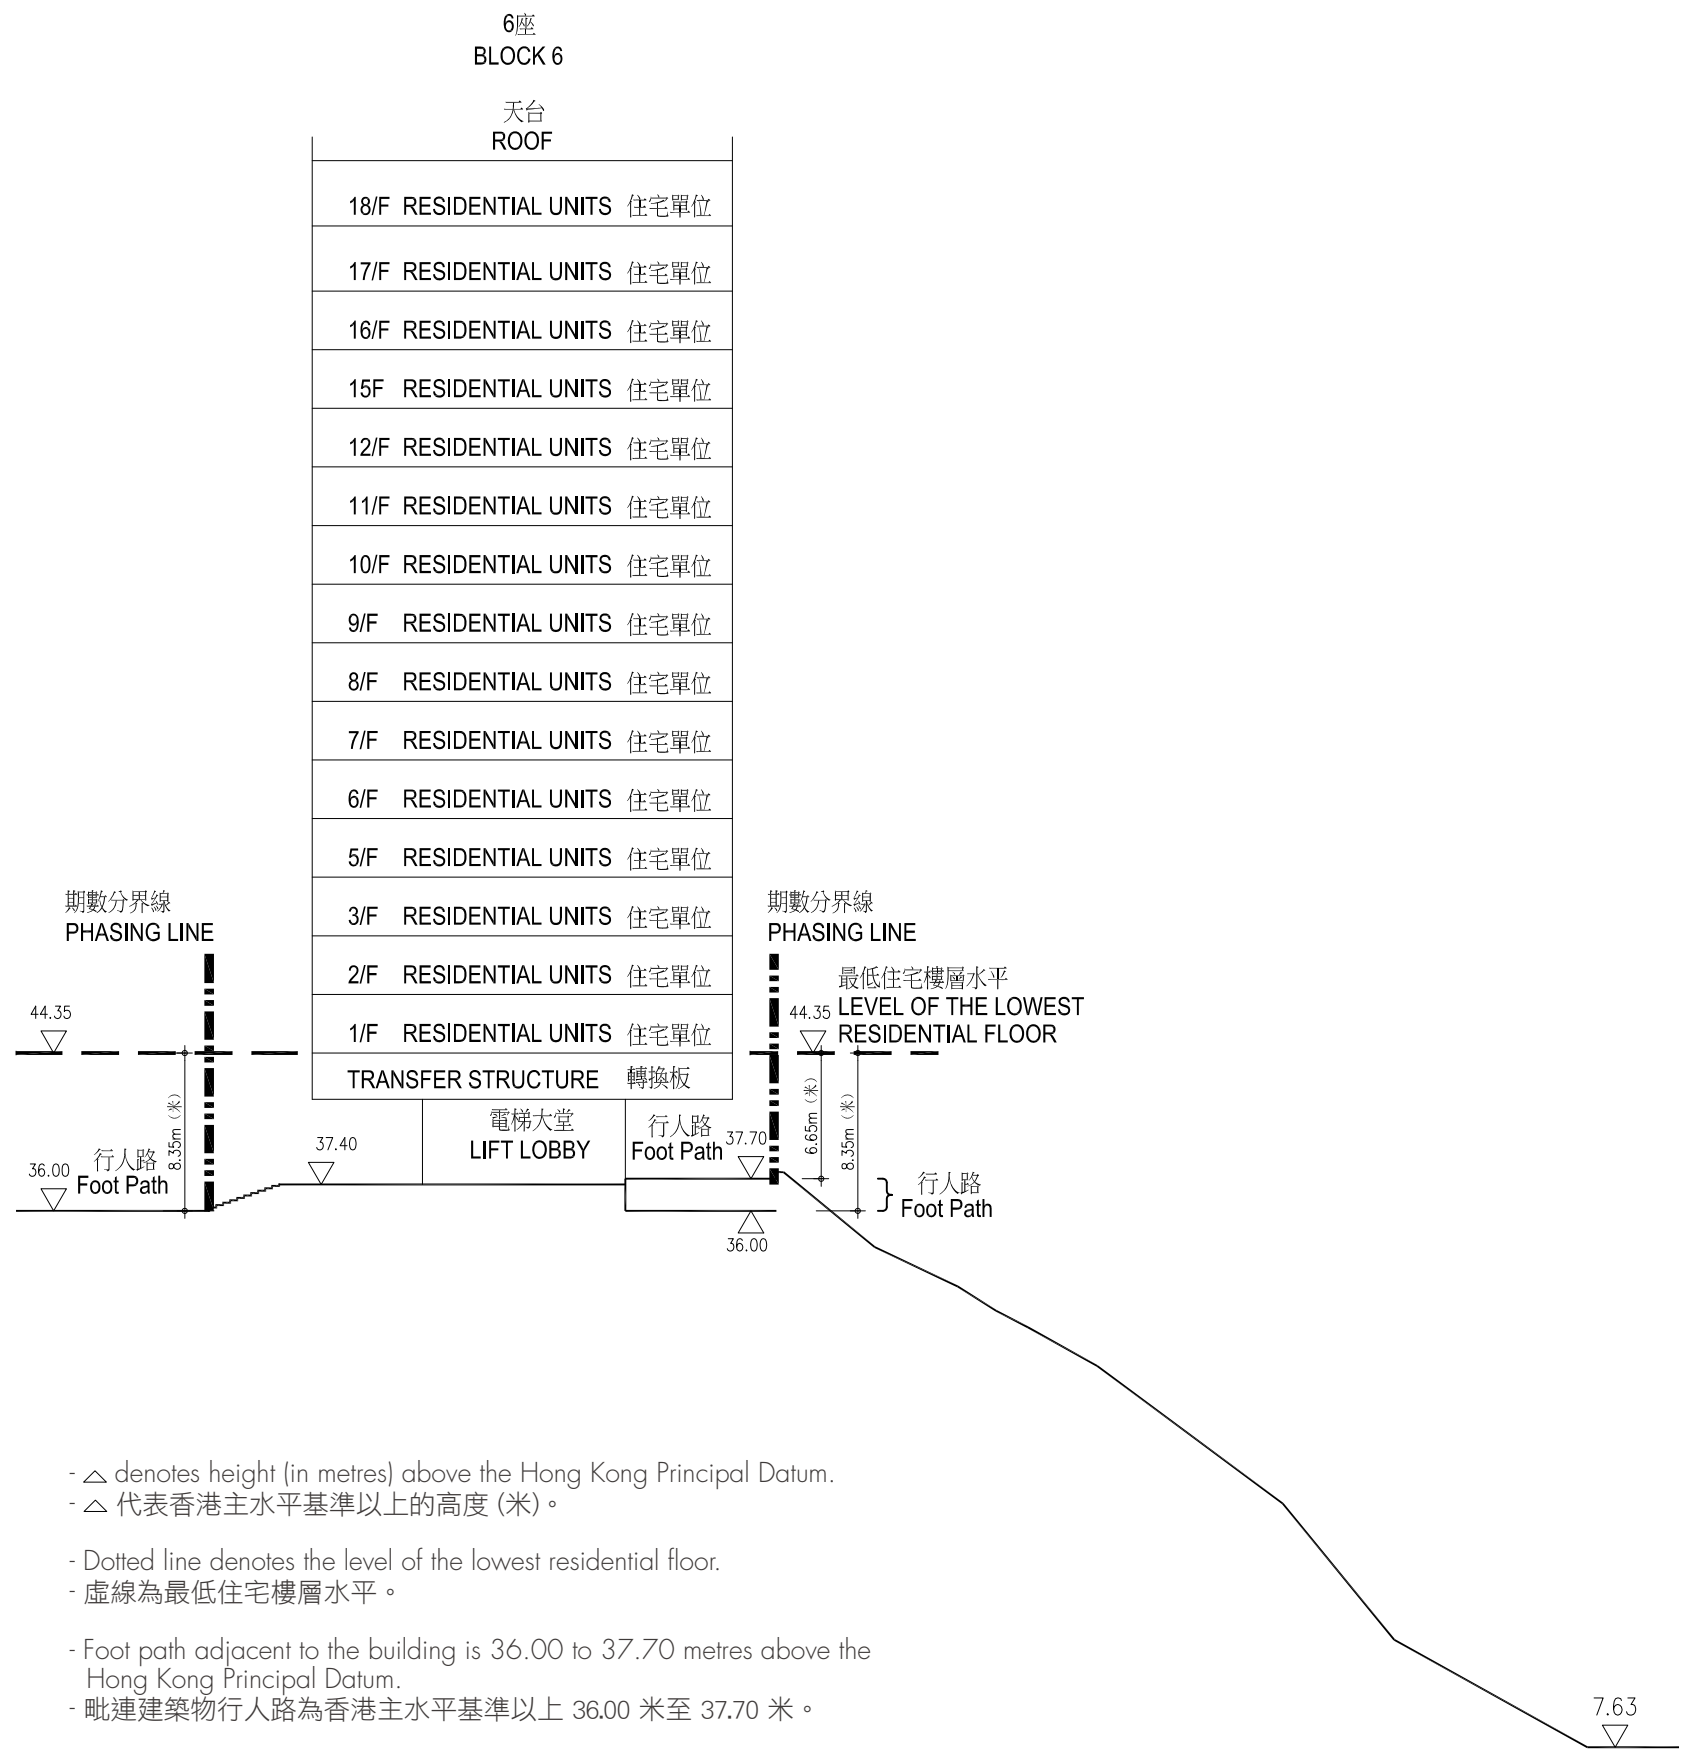 6座
BLOCK 6
天台
ROOF
18/F RESIDENTIAL UNITS 住宅單位
17/F RESIDENTIAL UNITS 住宅單位
16/F RESIDENTIAL UNITS 住宅單位
15F RESIDENTIAL UNITS 住宅單位
12/F RESIDENTIAL UNITS 住宅單位
11/F RESIDENTIAL UNITS 住宅單位
10/F RESIDENTIAL UNITS 住宅單位
9/F RESIDENTIAL UNITS 住宅單位
8/F RESIDENTIAL UNITS 住宅單位
7/F RESIDENTIAL UNITS 住宅單位
6/F RESIDENTIAL UNITS 住宅單位
5/F RESIDENTIAL UNITS 住宅單位
3/F RESIDENTIAL UNITS 住宅單位
2/F RESIDENTIAL UNITS 住宅單位
1/F RESIDENTIAL UNITS 住宅單位
TRANSFER STRUCTURE 轉換板
電梯大堂
LIFT LOBBY
行人路
Foot Path
37.70
36.00
37.40
期數分界線
PHASING LINE
44.35
8.35m (米)
行人路
Foot Path
36.00
期數分界線
PHASING LINE
最低住宅樓層水平
LEVEL OF THE LOWEST
RESIDENTIAL FLOOR
44.35
6.65m (米)
8.35m (米)
行人路
Foot Path
7.63
- △ denotes height (in metres) above the Hong Kong Principal Datum.
- △ 代表香港主水平基準以上的高度 (米)。
- Dotted line denotes the level of the lowest residential floor.
- 虛線為最低住宅樓層水平。
- Foot path adjacent to the building is 36.00 to 37.70 metres above the
Hong Kong Principal Datum.
- 毗連建築物行人路為香港主水平基準以上 36.00 米至 37.70 米。